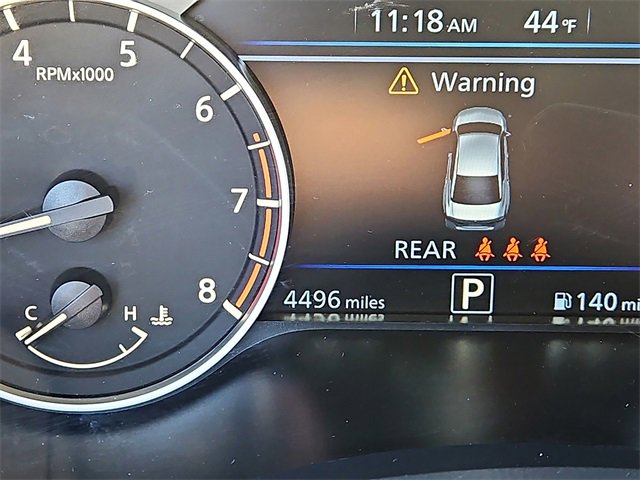 11:18 AM 44°F
4 5
RPMx1000
6
7
8
Warning
REAR
C H
4496 miles P 140 mi